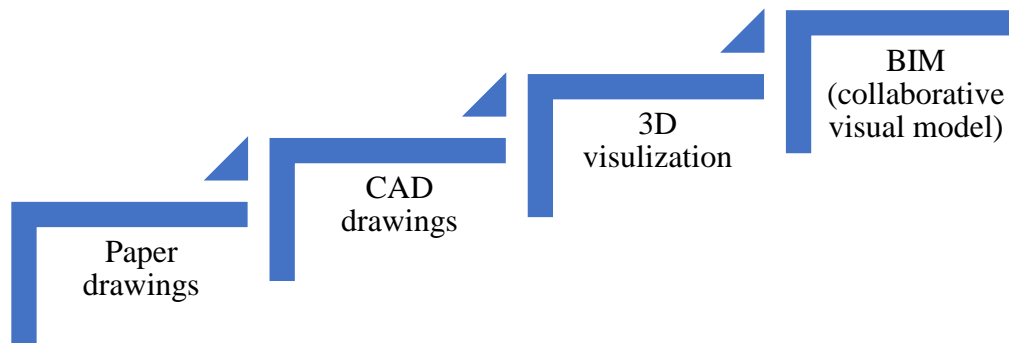 Paper
drawings
CAD
drawings
3D
visulization
BIM
(collaborative
visual model)